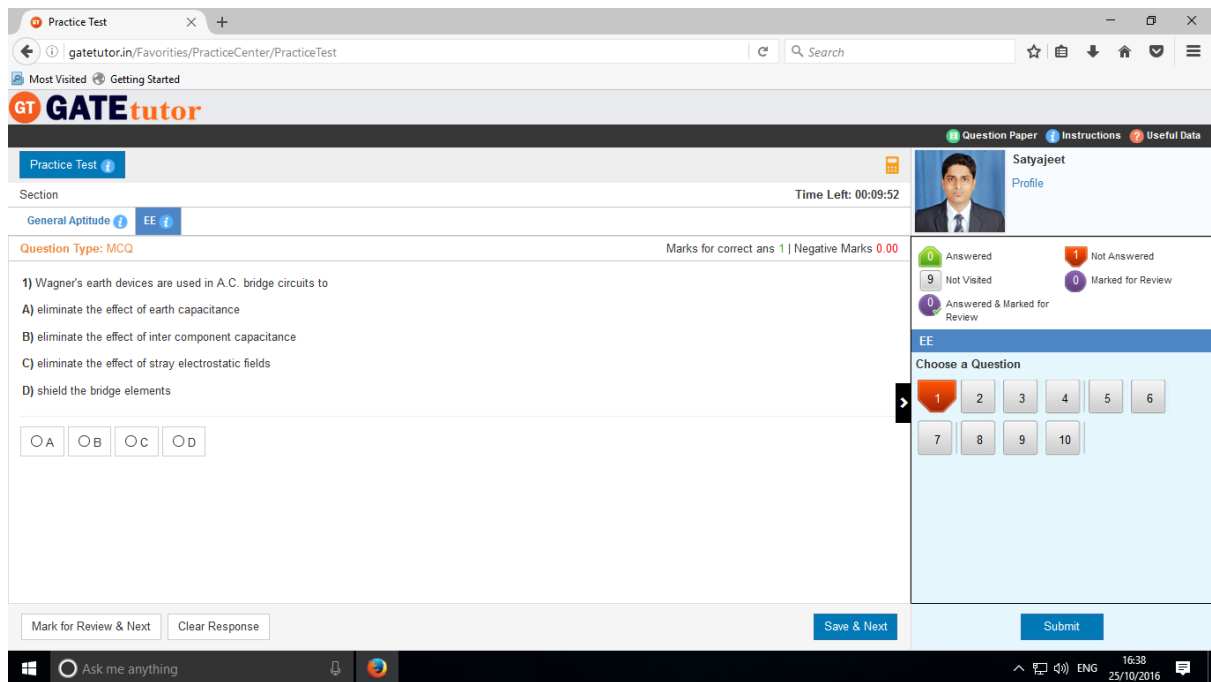 Practice Test
gatetutor.in/Favorities/PracticeCenter/PracticeTest
Search
Most Visited Getting Started
GT GATEtutor
Question Paper Instructions Useful Data
Practice Test
Satyajeet
Profile
Section Time Left: 00:09:52
General Aptitude EE
Question Type: MCQ Marks for correct ans 1 | Negative Marks 0.00
1) Wagner's earth devices are used in A.C. bridge circuits to
A) eliminate the effect of earth capacitance
B) eliminate the effect of inter component capacitance
C) eliminate the effect of stray electrostatic fields
D) shield the bridge elements
A B C D
0 Answered 1 Not Answered
9 Not Visited 0 Marked for Review
0 Answered & Marked for
Review
EE
Choose a Question
1 2 3 4 5 6
7 8 9 10
Mark for Review & Next Clear Response Save & Next Submit
Ask me anything
ENG 16:38
25/10/2016